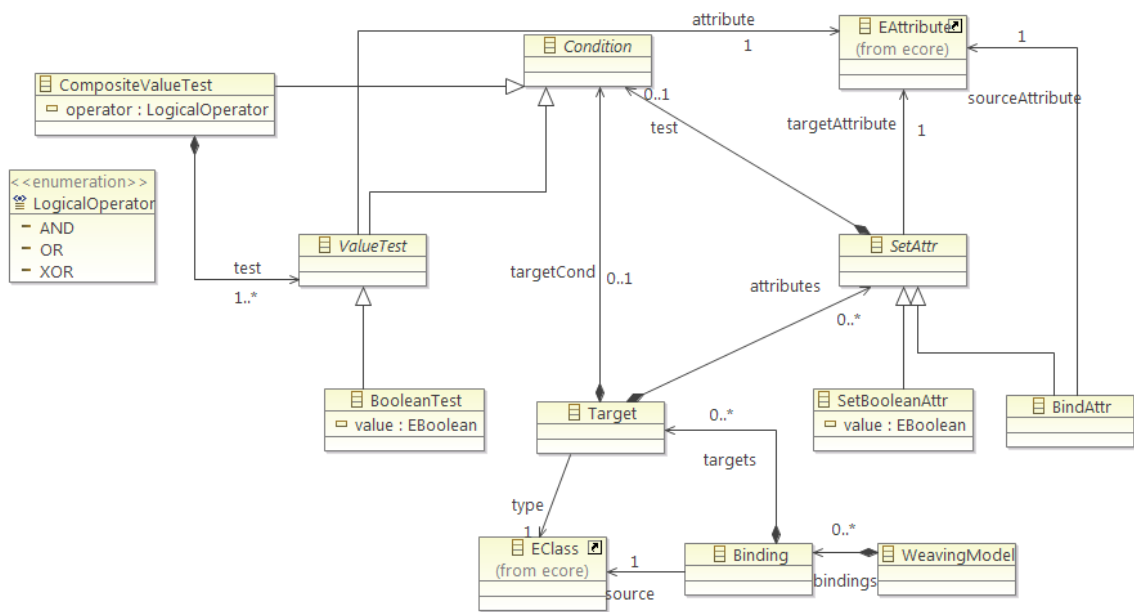 attribute
1
Condition
EAttribute
(from ecore)
1
CompositeValueTest
operator : LogicalOperator
0..1
test
targetAttribute
1
sourceAttribute
<<enumeration>>
LogicalOperator
AND
OR
XOR
ValueTest
SetAttr
test
1..*
targetCond
0..1
attributes
0..*
BooleanTest
value : EBoolean
Target
SetBooleanAttr
value : EBoolean
BindAttr
0..*
targets
type
1
EClass
(from ecore)
1
source
Binding
0..*
bindings
WeavingModel